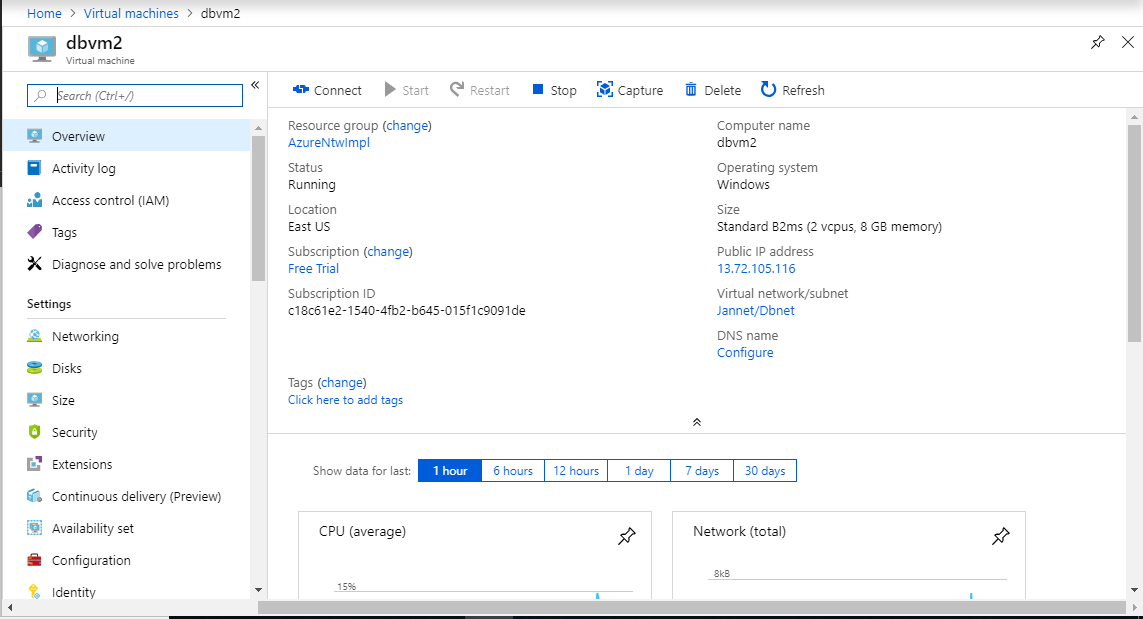 Home > Virtual machines > dbvm2
dbvm2
Virtual machine
Search (Ctrl+/)
«
Overview
Activity log
Access control (IAM)
Tags
Diagnose and solve problems
Settings
Networking
Disks
Size
Security
Extensions
Continuous delivery (Preview)
Availability set
Configuration
Identity
Connect Start Restart Stop Capture Delete Refresh
Resource group (change)
AzureNtwImpl
Status
Running
Location
East US
Subscription (change)
Free Trial
Subscription ID
c18c61e2-1540-4fb2-b645-015f1c9091de
Computer name
dbvm2
Operating system
Windows
Size
Standard B2ms (2 vcpus, 8 GB memory)
Public IP address
13.72.105.116
Virtual network/subnet
Jannet/Dbnet
DNS name
Configure
Tags (change)
Click here to add tags
Show data for last: 1 hour 6 hours 12 hours 1 day 7 days 30 days
CPU (average)
15%
Network (total)
8kB